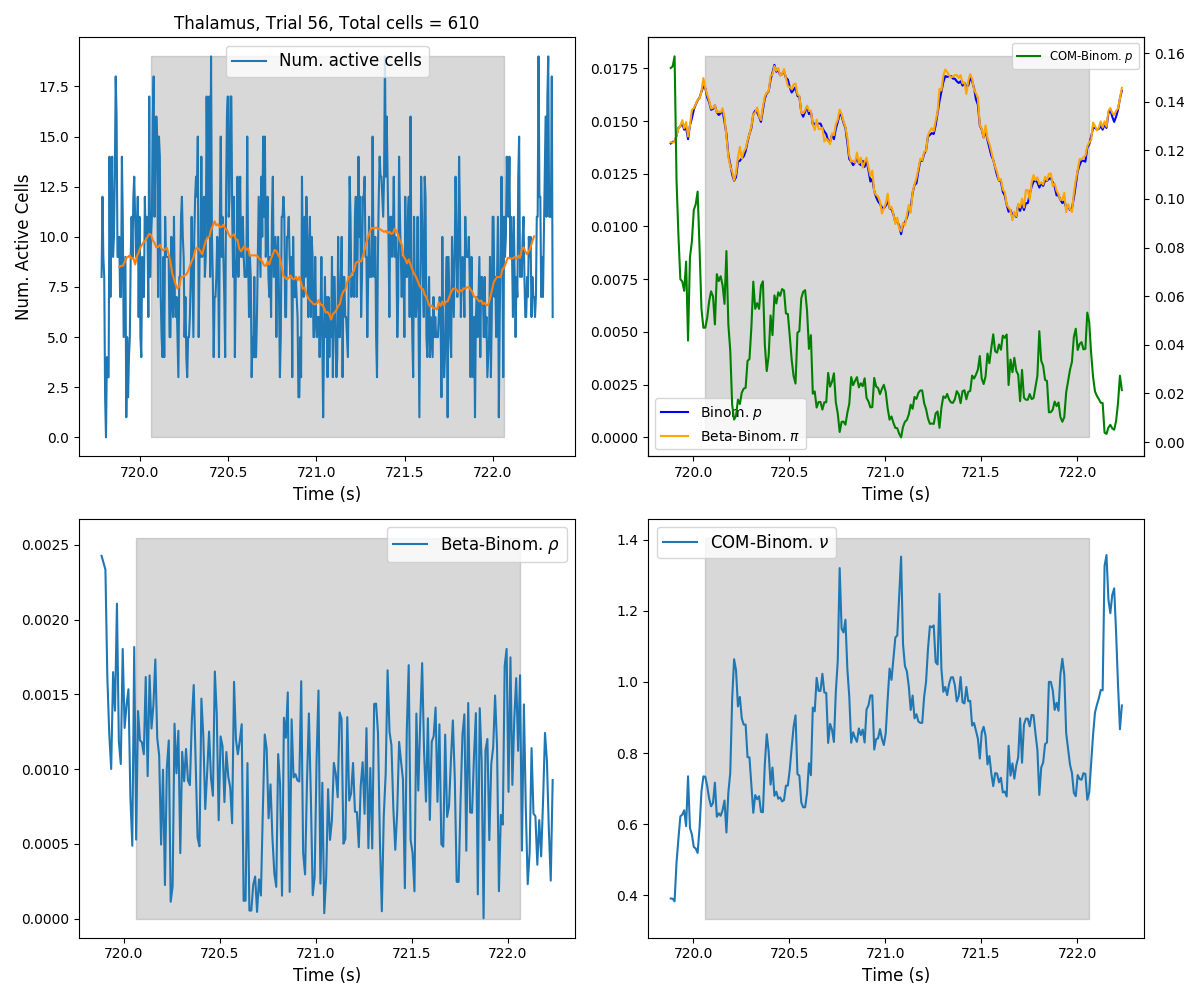 Thalamus, Trial 56, Total cells = 610
Num. active cells
Num. Active Cells
17.5
15.0
12.5
10.0
7.5
5.0
2.5
0.0
720.0 720.5 721.0 721.5 722.0
Time (s)
COM-Binom. p
0.0175
0.0150
0.0125
0.0100
0.0075
0.0050
0.0025
0.0000
0.16
0.14
0.12
0.10
0.08
0.06
0.04
0.02
0.00
Binom. p
Beta-Binom. π
720.0 720.5 721.0 721.5 722.0
Time (s)
Beta-Binom. ρ
0.0025
0.0020
0.0015
0.0010
0.0005
0.0000
720.0 720.5 721.0 721.5 722.0
Time (s)
COM-Binom. ν
1.4
1.2
1.0
0.8
0.6
0.4
720.0 720.5 721.0 721.5 722.0
Time (s)